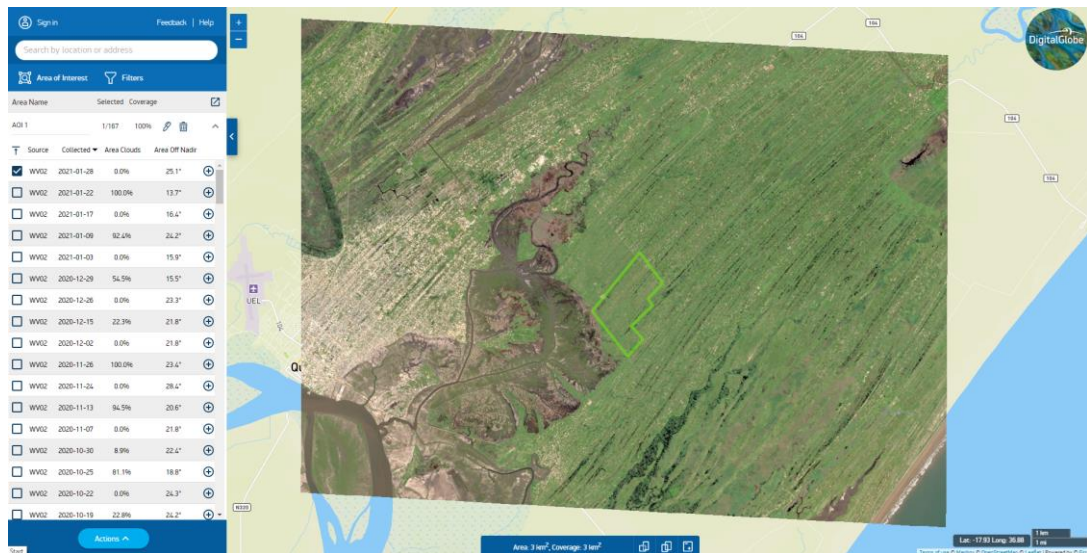 Sign in Feedback | Help
Search by location or address
Area of Interest Filters
Area Name Selected Coverage
AOI 1 1/167 100%
Source Collected Area Clouds Area Off Nadir
WV02 2021-01-28 0.0% 25.1°
WV02 2021-01-22 100.0% 13.7°
WV02 2021-01-17 0.0% 16.4°
WV02 2021-01-09 92.4% 24.2°
WV02 2021-01-03 0.0% 15.9°
WV02 2020-12-29 54.5% 15.5°
WV02 2020-12-26 0.0% 23.3°
WV02 2020-12-15 22.3% 21.8°
WV02 2020-12-02 0.0% 21.8°
WV02 2020-11-26 100.0% 23.4°
WV02 2020-11-24 0.0% 28.4°
WV02 2020-11-13 94.5% 20.6°
WV02 2020-11-07 0.0% 21.8°
WV02 2020-10-30 8.9% 22.4°
WV02 2020-10-25 81.1% 18.8°
WV02 2020-10-22 0.0% 24.3°
WV02 2020-10-19 22.8% 24.2°
Actions
Start
+
−
104
104
DigitalGlobe
104
104
UEL
104
Qu
N320
Area: 3 km², Coverage: 3 km²
Lat: -17.93 Long: 36.88
1 km
1 mi